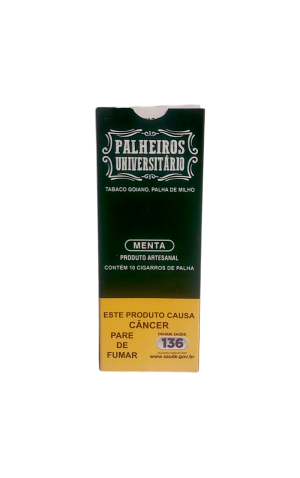 PALHEIROS
UNIVERSITÁRIO
TABACO GOIANO, PALHA DE MILHO
MENTA
PRODUTO ARTESANAL
CONTÉM 10 CIGARROS DE PALHA
ESTE PRODUTO CAUSA
CÂNCER
PARE
DE
FUMAR
DISQUE SAÚDE
136
www.saude.gov.br